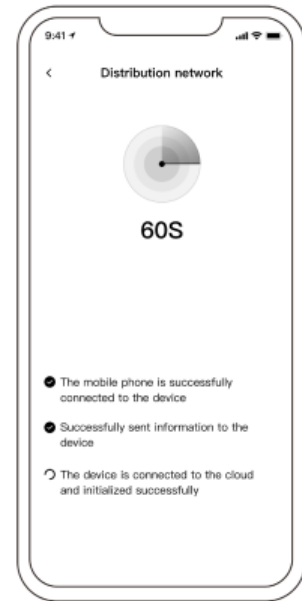 9:41
Distribution network
60S
The mobile phone is successfully
connected to the device
Successfully sent information to the
device
The device is connected to the cloud
and initialized successfully